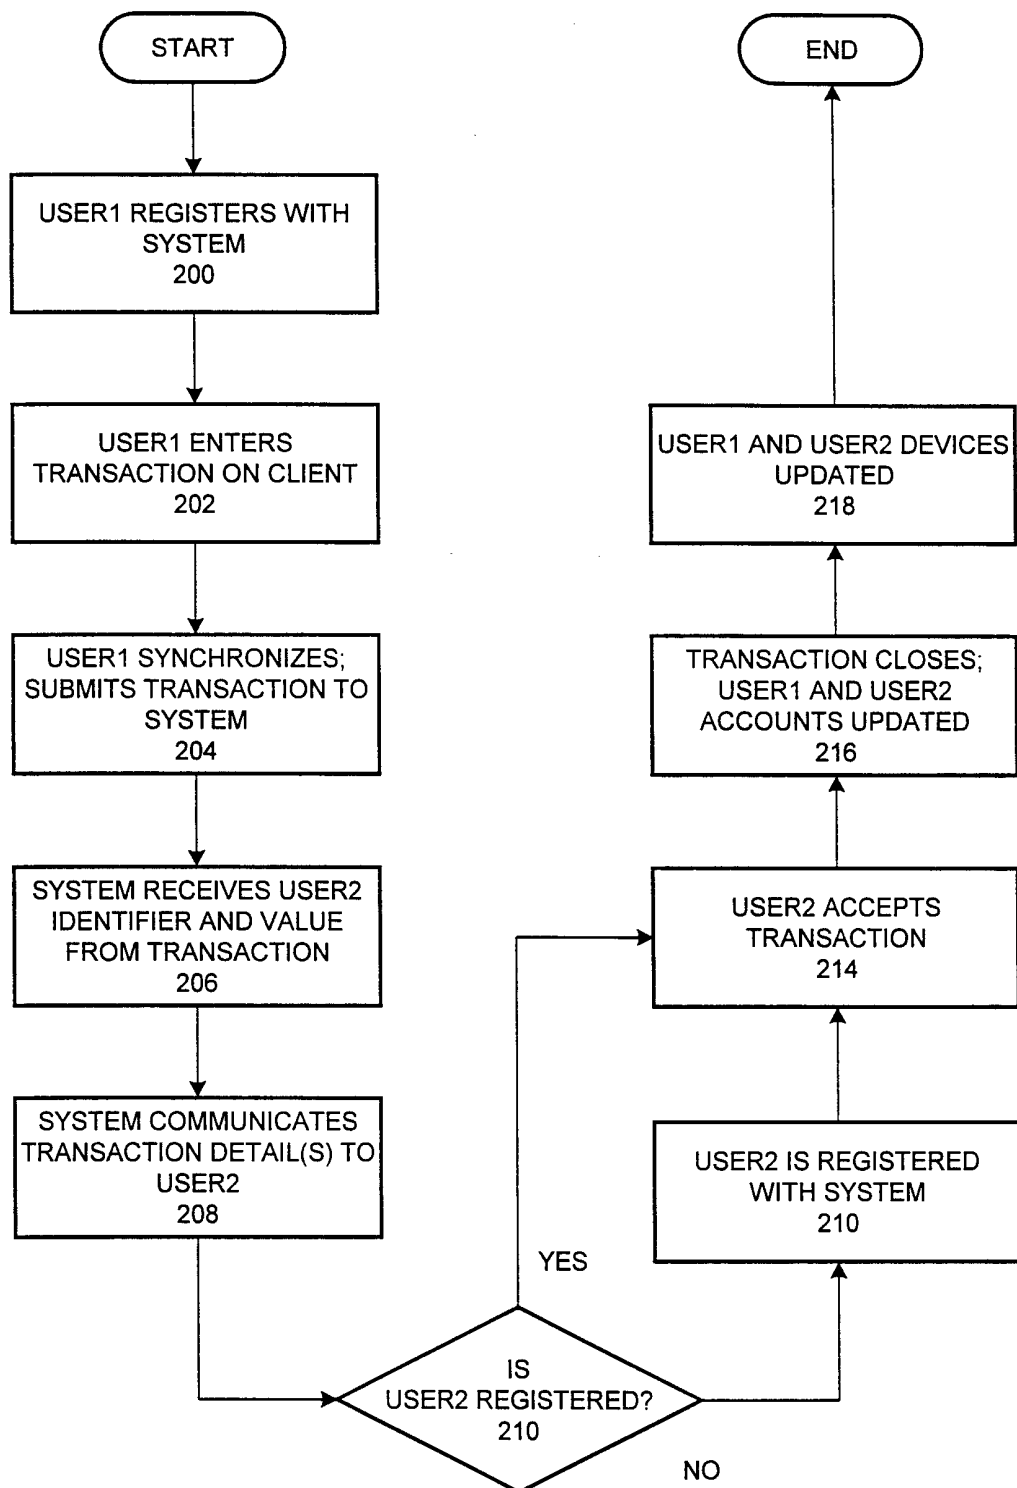 START
USER1 REGISTERS WITH
SYSTEM
200
USER1 ENTERS
TRANSACTION ON CLIENT
202
USER1 SYNCHRONIZES;
SUBMITS TRANSACTION TO
SYSTEM
204
SYSTEM RECEIVES USER2
IDENTIFIER AND VALUE
FROM TRANSACTION
206
SYSTEM COMMUNICATES
TRANSACTION DETAIL(S) TO
USER2
208
IS
USER2 REGISTERED?
210
YES
NO
USER2 IS REGISTERED
WITH SYSTEM
210
USER2 ACCEPTS
TRANSACTION
214
TRANSACTION CLOSES;
USER1 AND USER2
ACCOUNTS UPDATED
216
USER1 AND USER2 DEVICES
UPDATED
218
END